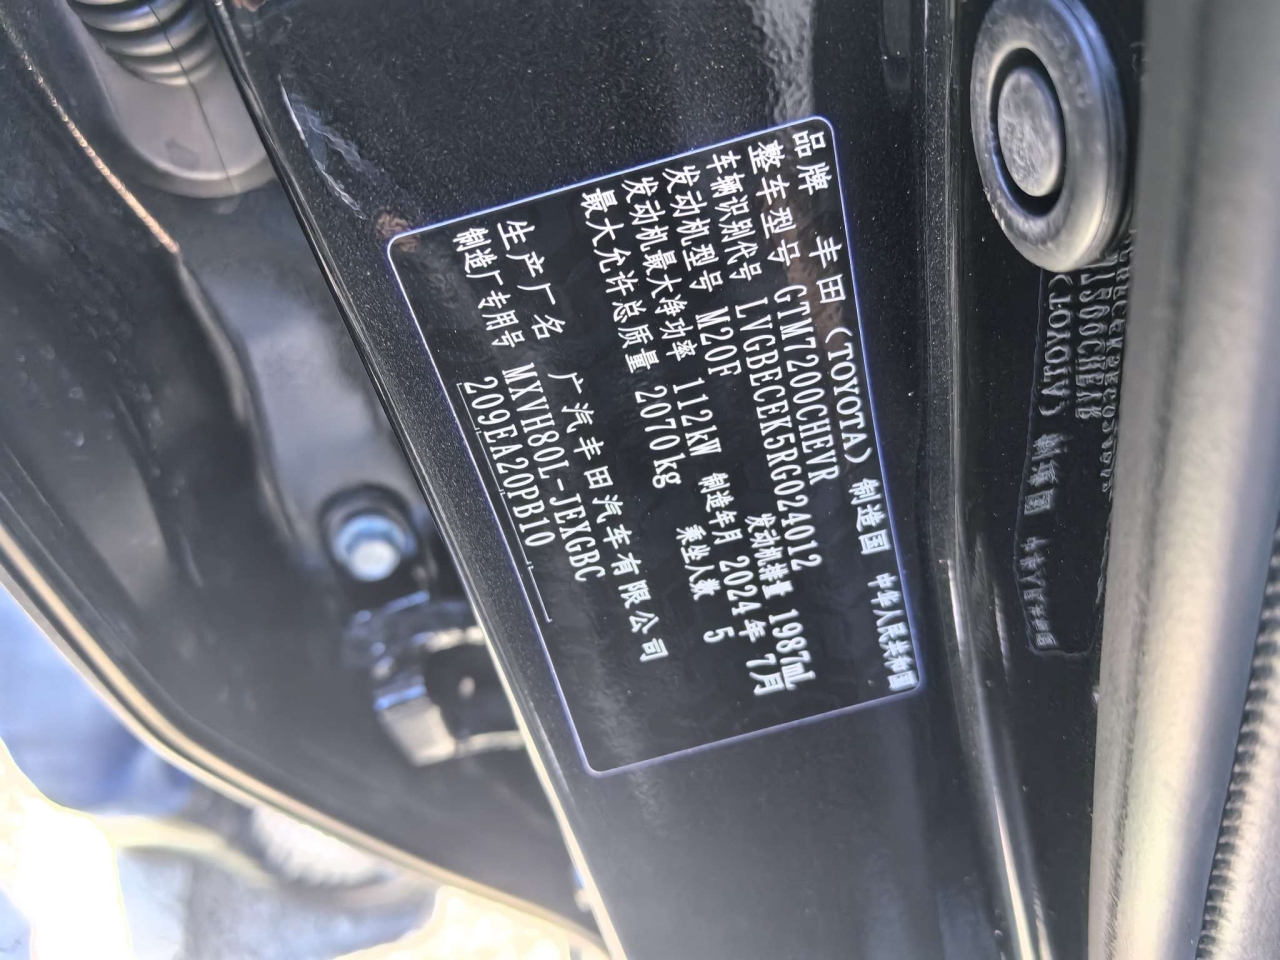 品牌 丰田(TOYOTA) 制造国 中华人民共和国
整车型号 GTM7200CHEVR
车辆识别代号 LVGBECEK5RG024012
发动机型号 M20F 发动机排量 1987mL
发动机最大净功率 112kW 制造年月 2024年 7月
最大允许总质量 2070kg 乘坐人数 5
生产厂名 广汽丰田汽车有限公司
制造厂专用号 MXVH80L-JEXGBC
209EA20PB10